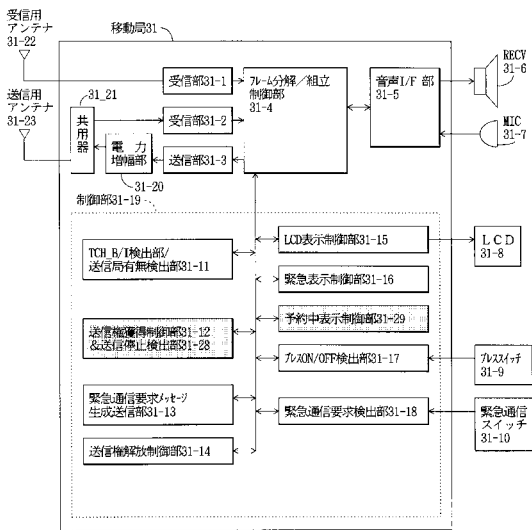 受信用
アンテナ
31-22
移動局31
送信用
アンテナ
31-23
31_21
共用器
受信部31-1
受信部31-2
送信部31-3
電力
増幅部
31-20
フレーム分解／組立
制御部
31-4
音声I/F 部
31-5
RECV
31-6
MIC
31-7
制御部31-19
TCH_B/I検出部/
送信局有無検出部31-11
送信権獲得制御部31-12
&送信停止検出部31-28
緊急通信要求メッセージ
生成送信部31-13
送信権解放制御部31-14
LCD表示制御部31-15
緊急表示制御部31-16
予約中表示制御部31-29
プレスON/OFF検出部31-17
緊急通信要求検出部31-18
LCD
31-8
プレススイッチ
31-9
緊急通信
スイッチ
31-10